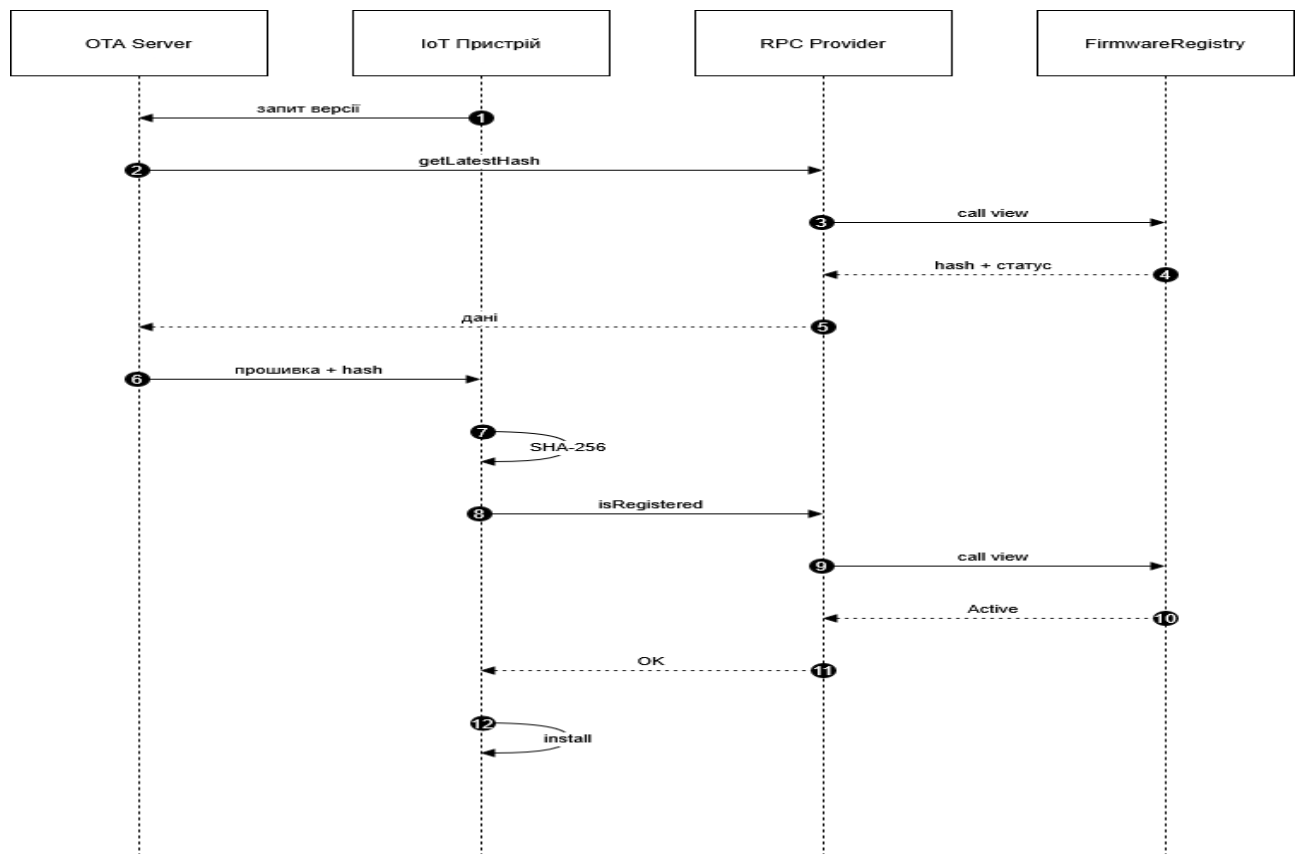 OTA Server
IoT Пристрій
RPC Provider
FirmwareRegistry
запит версії
1
2
getLatestHash
3
call view
hash + статус
4
дані
5
6
прошивка + hash
7
SHA-256
8
isRegistered
9
call view
Active
10
OK
11
12
install